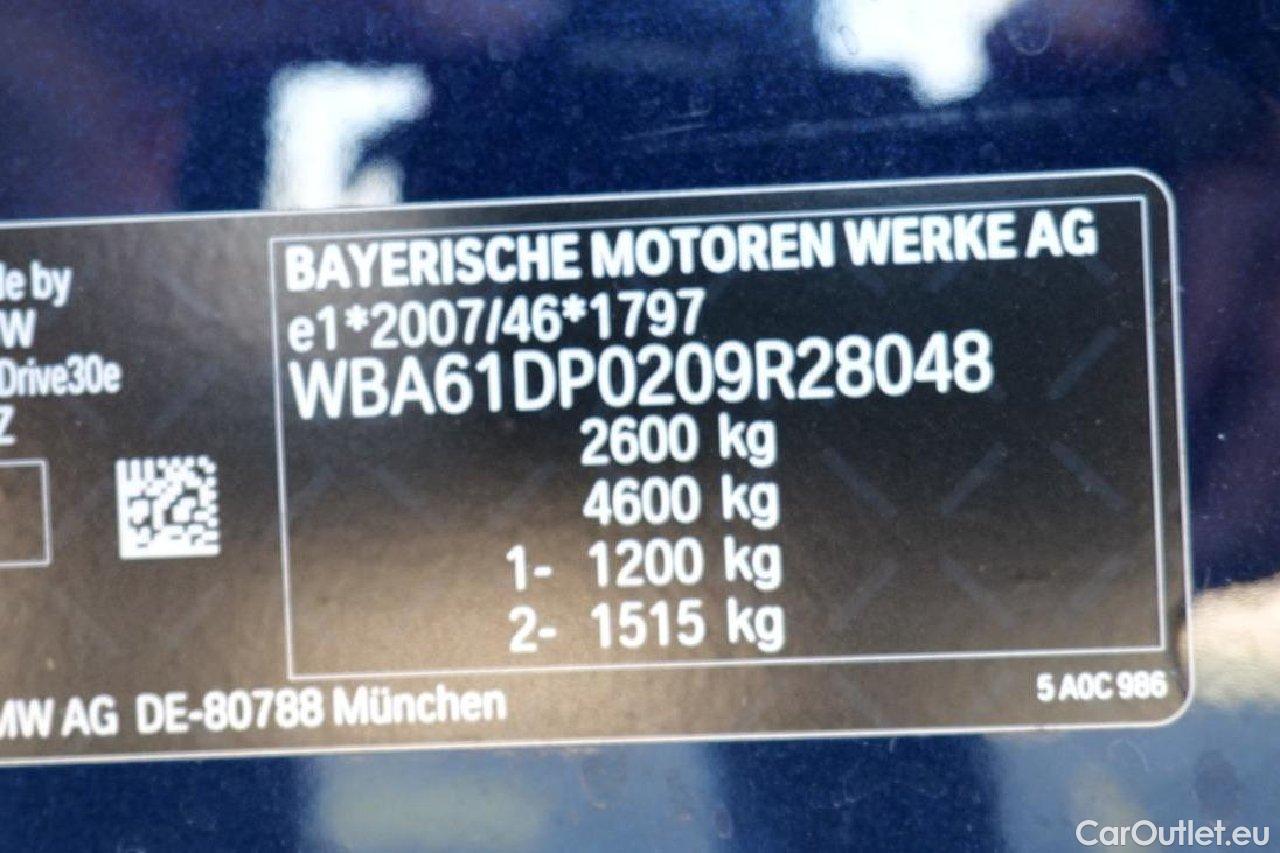 le by
W
Drive30e
Z
BAYERISCHE MOTOREN WERKE AG
e1*2007/46*1797
WBA61DP0209R28048
2600 kg
4600 kg
1- 1200 kg
2- 1515 kg
MW AG DE-80788 München
5 A0C 986
CarOutlet.eu